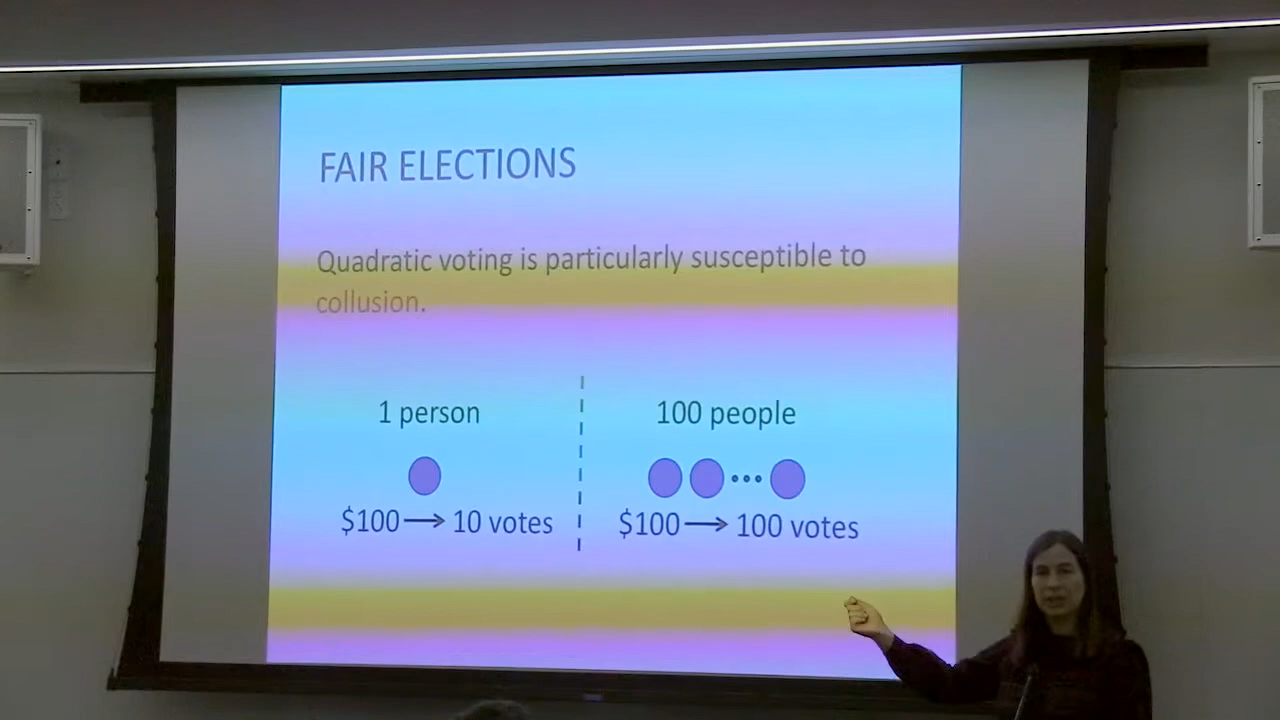 FAIR ELECTIONS
Quadratic voting is particularly susceptible to
collusion.
1 person
100 people
$100 → 10 votes
$100 → 100 votes